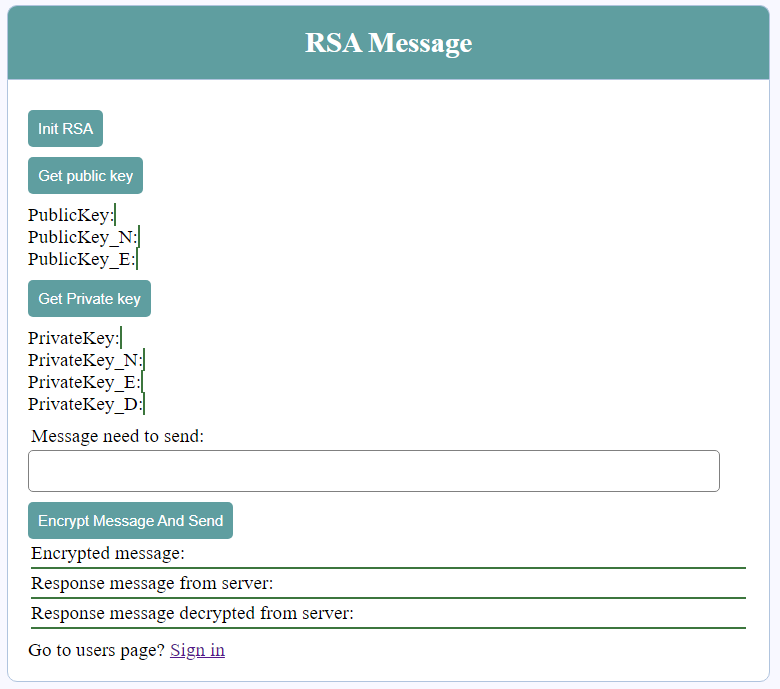 RSA Message
Init RSA
Get public key
PublicKey:
PublicKey_N:
PublicKey_E:
Get Private key
PrivateKey:
PrivateKey_N:
PrivateKey_E:
PrivateKey_D:
Message need to send:
Encrypt Message And Send
Encrypted message:
Response message from server:
Response message decrypted from server:
Go to users page? Sign in